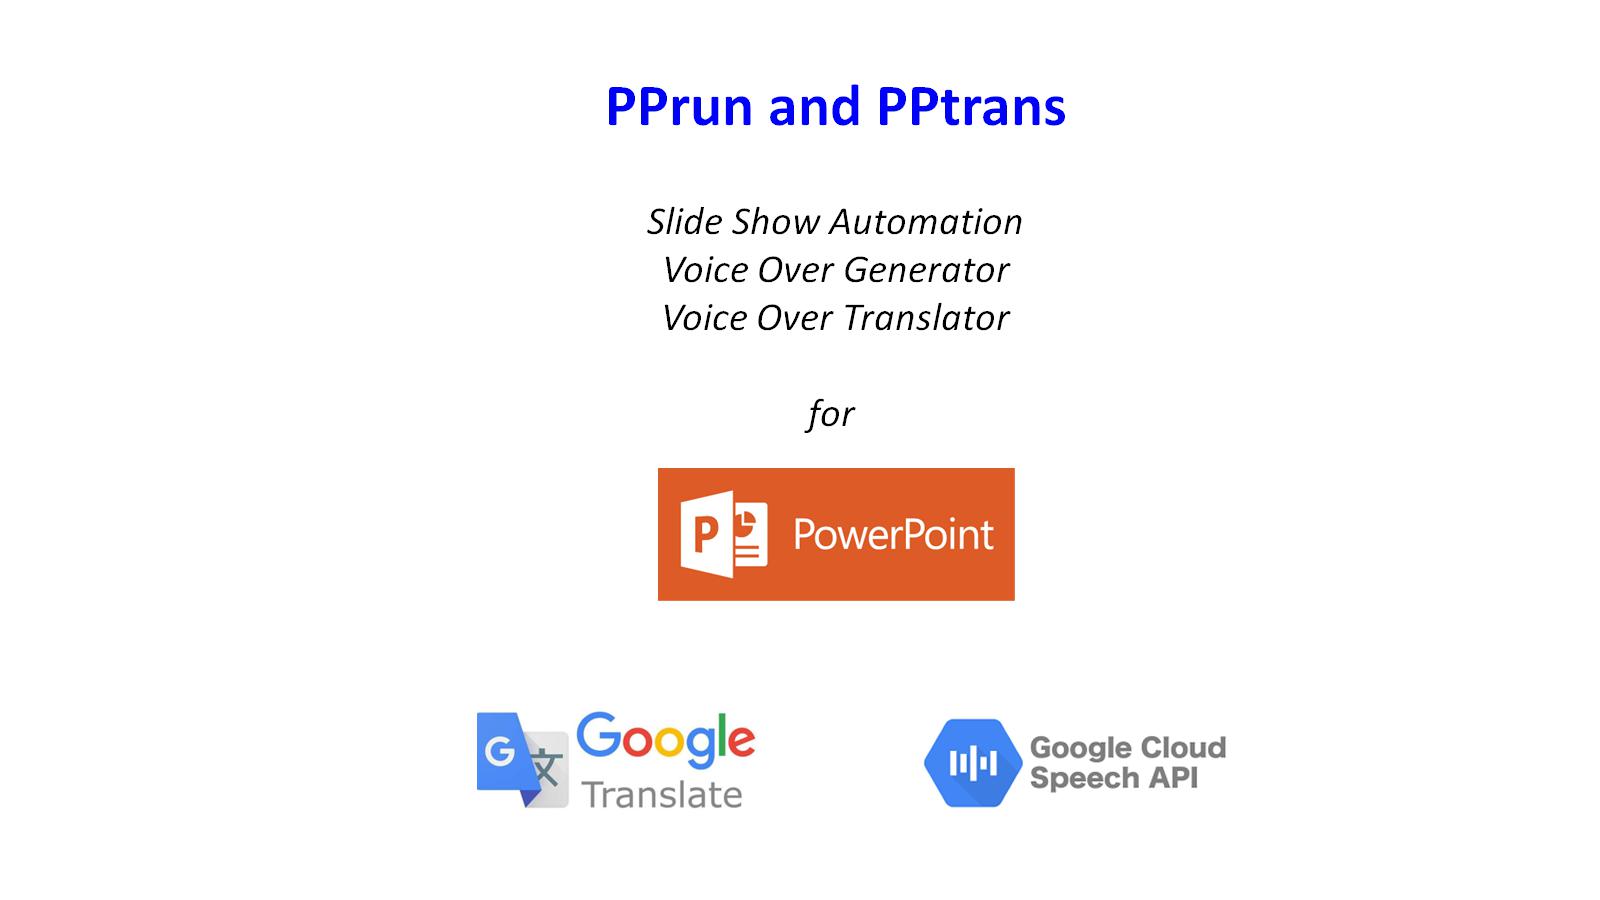 PPrun and PPtrans
Slide Show Automation
Voice Over Generator
Voice Over Translator
for
P PowerPoint
G 文 Google
Translate
Google Cloud
Speech API